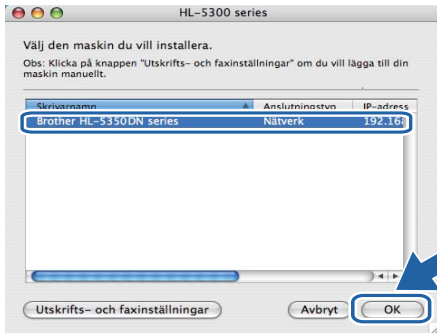 HL-5300 series
Välj den maskin du vill installera.
Obs: Klicka på knappen "Utskrifts- och faxinställningar" om du vill lägga till din
maskin manuellt.
Skrivarnamn Anslutningstyp IP-adress
Brother HL-5350DN series Nätverk 192.168
Utskrifts- och faxinställningar Avbryt OK